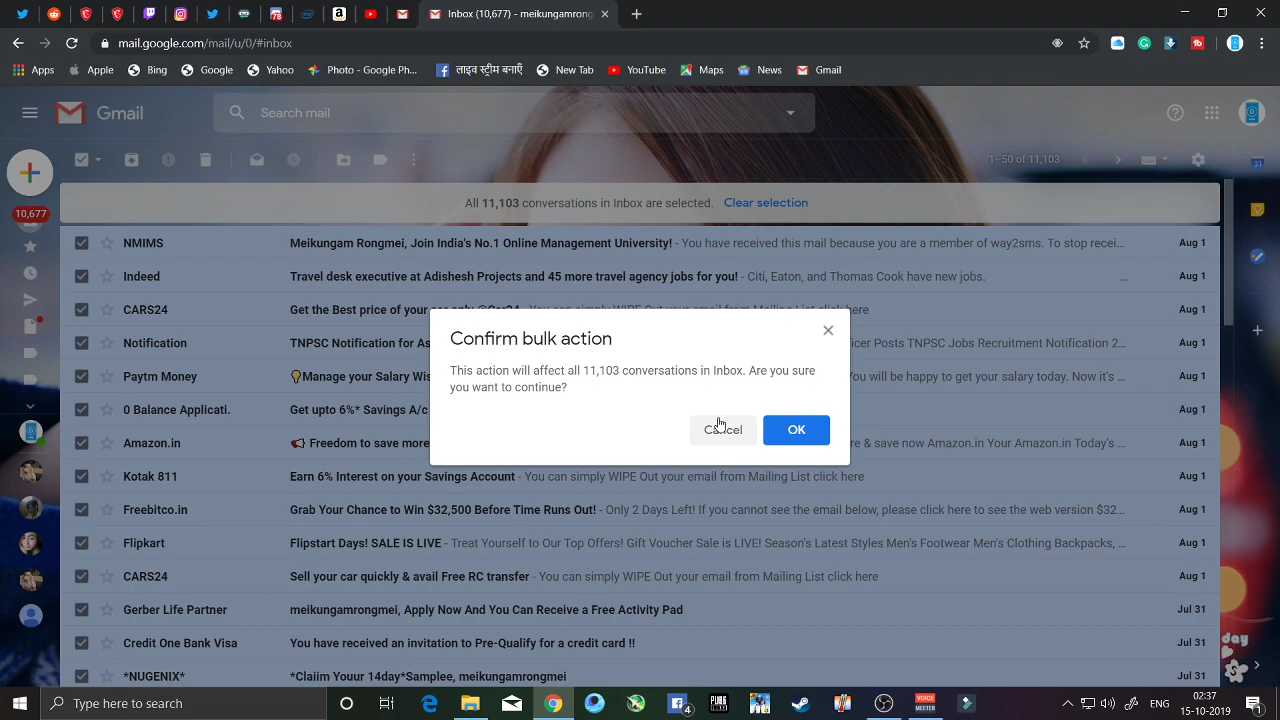 Inbox (10,677) - meikungamrong
mail.google.com/mail/u/0/#inbox
Apps Apple Bing Google Yahoo Photo - Google Ph... लाइव स्ट्रीम बनाएँ New Tab YouTube Maps News Gmail
Gmail Search mail
1–50 of 11,103
10,677
All 11,103 conversations in Inbox are selected. Clear selection
NMIMS Meikungam Rongmei, Join India's No.1 Online Management University! - You have received this mail because you are a member of way2sms. To stop recei... Aug 1
Indeed Travel desk executive at Adishesh Projects and 45 more travel agency jobs for you! - Citi, Eaton, and Thomas Cook have new jobs. ... Aug 1
CARS24 Get the Best price of your car only @Car24 - You can simply WIPE Out your email from Mailing List click here Aug 1
Notification TNPSC Notification for As ficer Posts TNPSC Jobs Recruitment Notification 2... Aug 1
Paytm Money 💡Manage your Salary Wis You will be happy to get your salary today. Now it's ... Aug 1
0 Balance Applicati. Get upto 6%* Savings A/c Aug 1
Amazon.in 📢 Freedom to save more re & save now Amazon.in Your Amazon.in Today's ... Aug 1
Kotak 811 Earn 6% Interest on your Savings Account - You can simply WIPE Out your email from Mailing List click here Aug 1
Freebitco.in Grab Your Chance to Win $32,500 Before Time Runs Out! - Only 2 Days Left! If you cannot see the email below, please click here to see the web version $32... Aug 1
Flipkart Flipstart Days! SALE IS LIVE - Treat Yourself to Our Top Offers! Gift Voucher Sale is LIVE! Season's Latest Styles Men's Footwear Men's Clothing Backpacks, ... Aug 1
CARS24 Sell your car quickly & avail Free RC transfer - You can simply WIPE Out your email from Mailing List click here Aug 1
Gerber Life Partner meikungamrongmei, Apply Now And You Can Receive a Free Activity Pad Jul 31
Credit One Bank Visa You have received an invitation to Pre-Qualify for a credit card !! Jul 31
*NUGENIX* *Claiim Youur 14day*Samplee, meikungamrongmei Jul 31
Confirm bulk action
This action will affect all 11,103 conversations in Inbox. Are you sure
you want to continue?
Cancel OK
day
Type here to search
4
VOICE
MEETER
ENG
02:37
15-10-2019